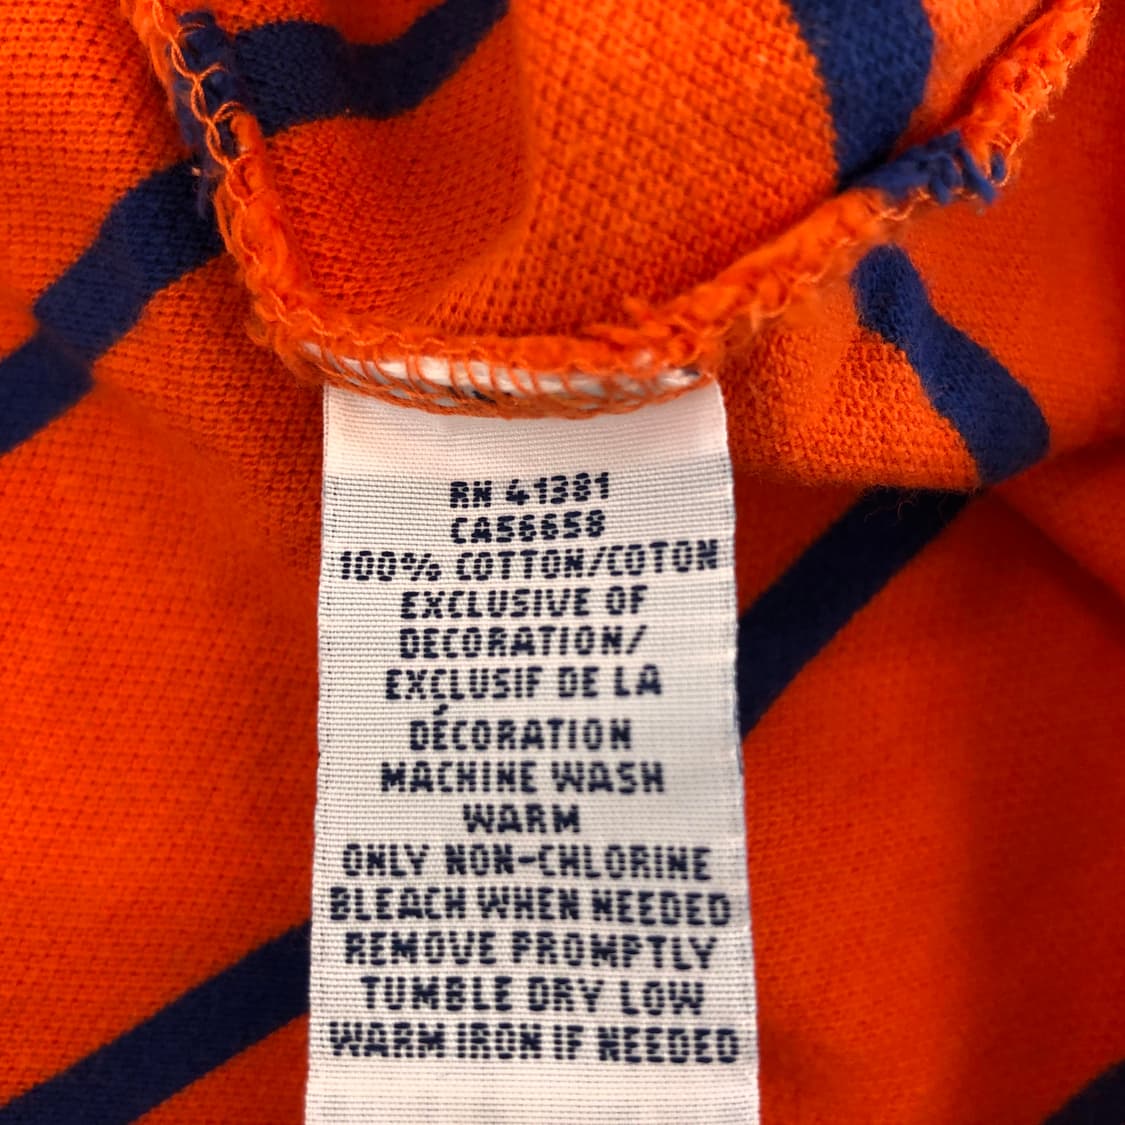 RN 41381
CA56658
100% COTTON/COTON
EXCLUSIVE OF
DECORATION/
EXCLUSIF DE LA
DÉCORATION
MACHINE WASH
WARM
ONLY NON-CHLORINE
BLEACH WHEN NEEDED
REMOVE PROMPTLY
TUMBLE DRY LOW
WARM IRON IF NEEDED